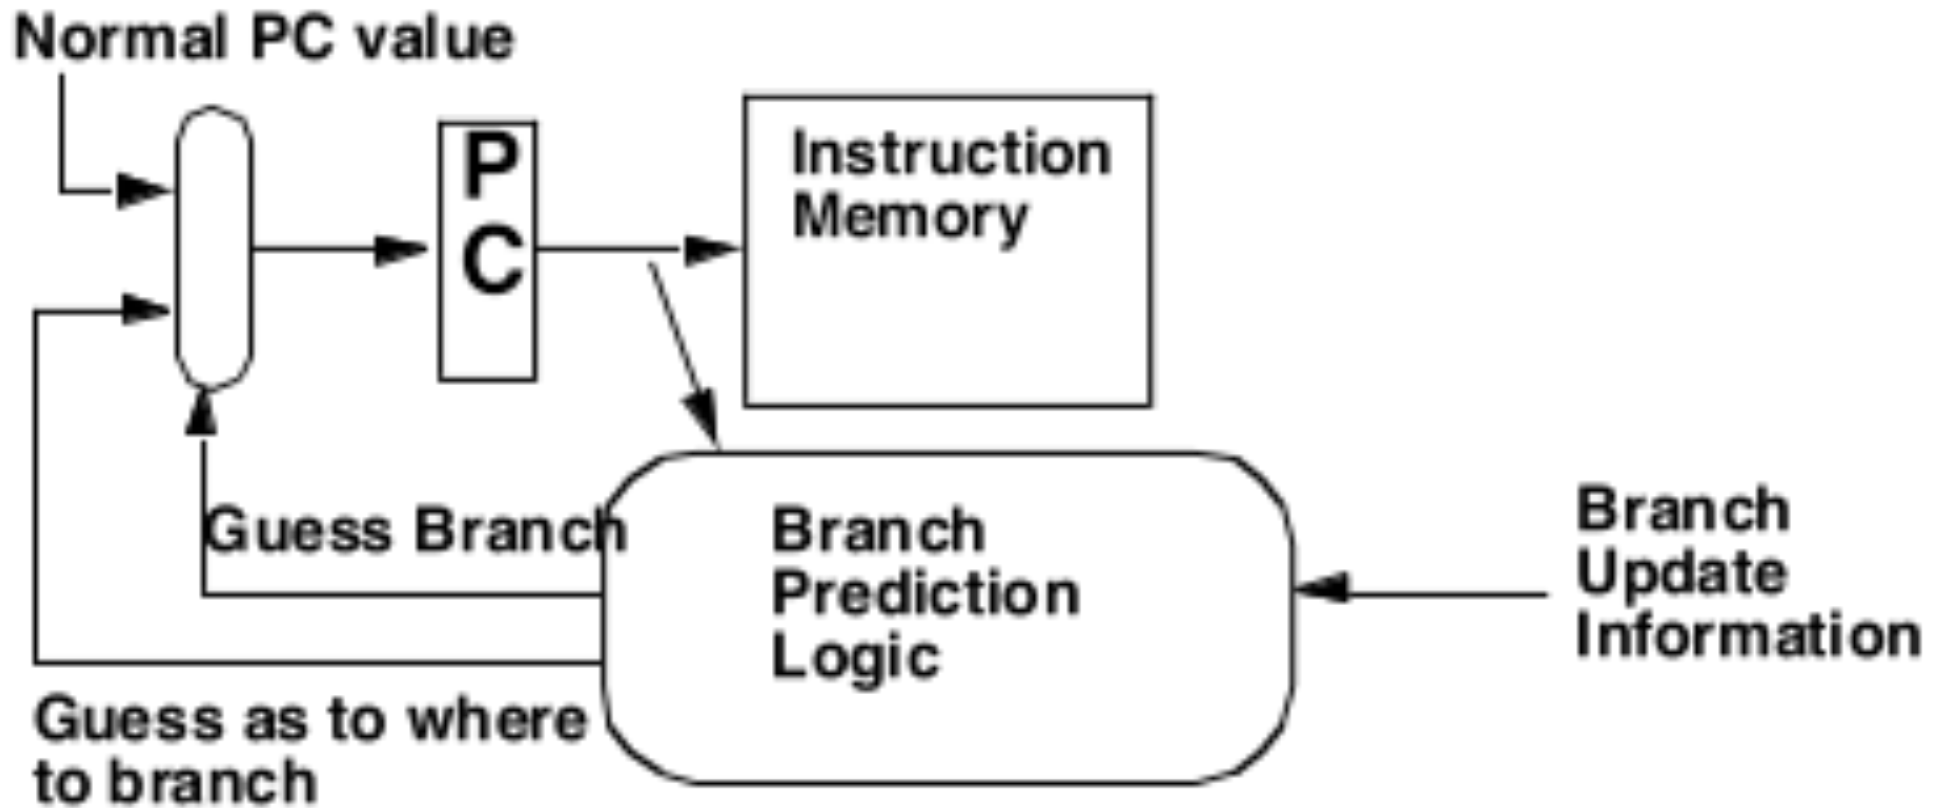 Normal PC value
P
C
Instruction
Memory
Guess Branch
Branch
Prediction
Logic
Branch
Update
Information
Guess as to where
to branch